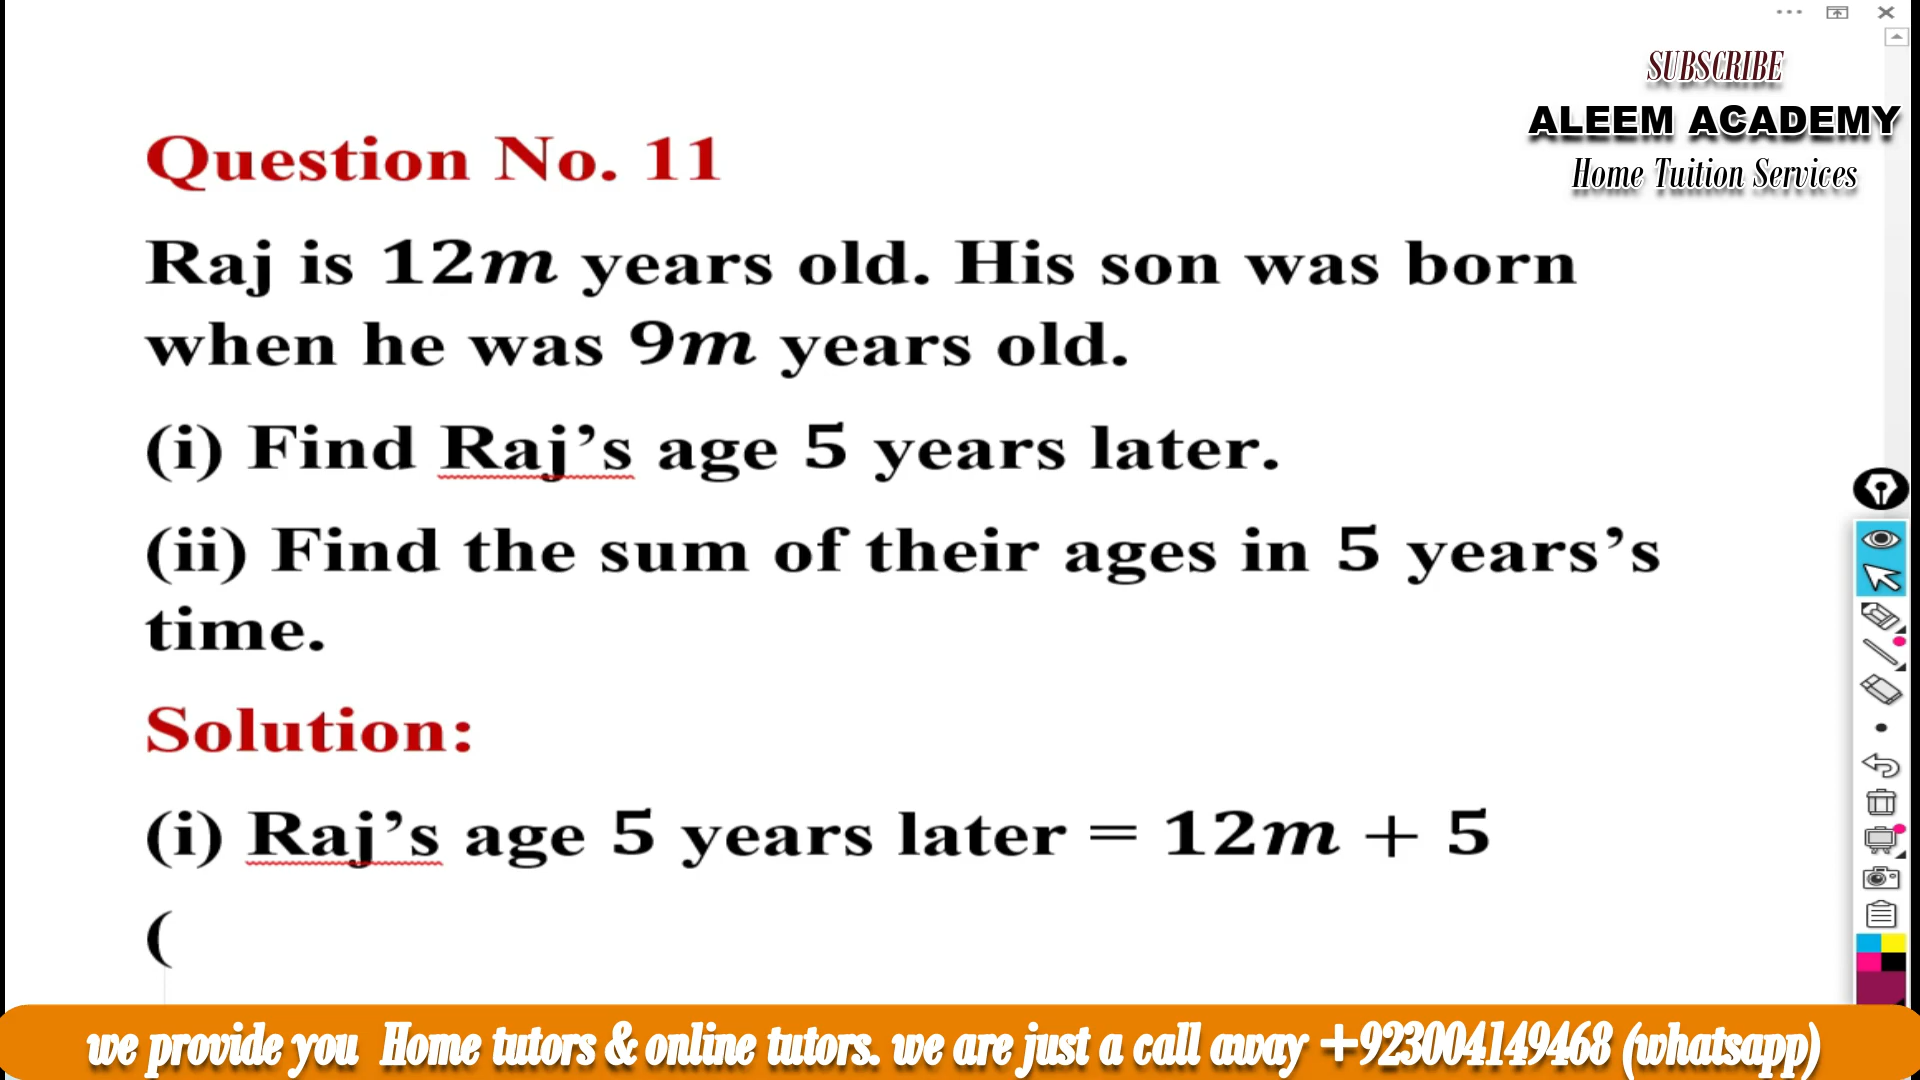 SUBSCRIBE
ALEEM ACADEMY
Home Tuition Services
Question No. 11
Raj is 12m years old. His son was born
when he was 9m years old.
(i) Find Raj’s age 5 years later.
(ii) Find the sum of their ages in 5 years’s
time.
Solution:
(i) Raj’s age 5 years later = 12m + 5
(
we provide you Home tutors & online tutors. we are just a call away +923004149468 (whatsapp)